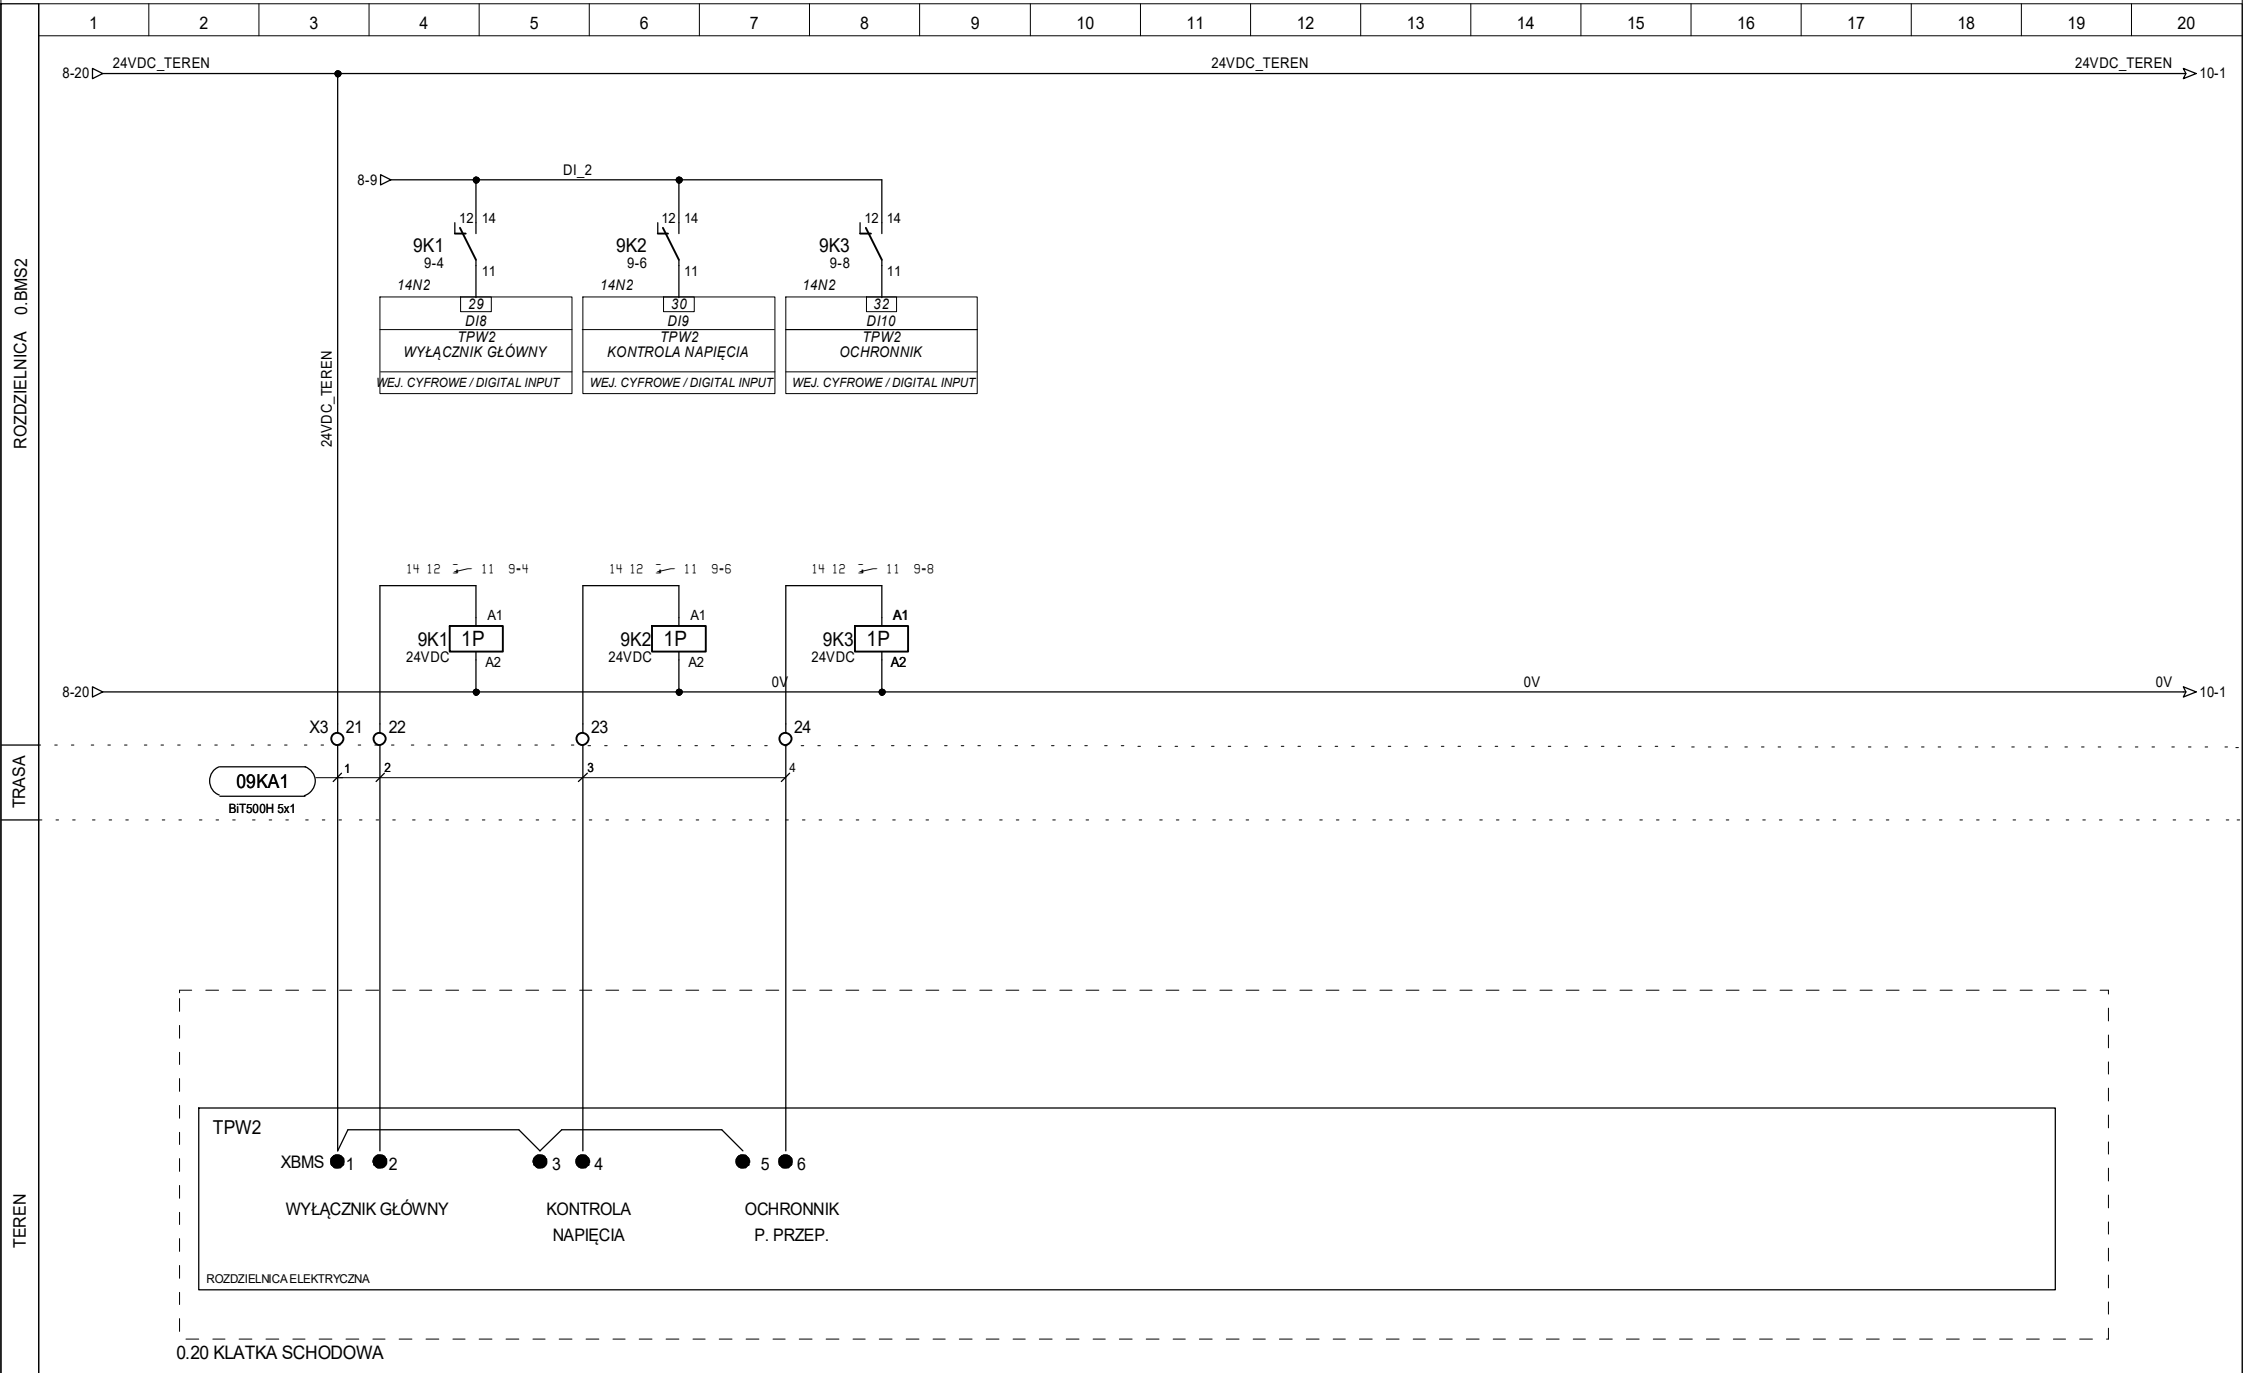 1 2 3 4 5 6 7 8 9 10 11 12 13 14 15 16 17 18 19 20
ROZDZIELNICA 0.BMS2
8-20 24VDC_TEREN 24VDC_TEREN 24VDC_TEREN 10-1
24VDC_TEREN
8-9 DI_2
12 14 12 14 12 14
9K1 9K2 9K3
9-4 9-6 9-8
11 11 11
14N2 14N2 14N2
29 30 32
DI8 DI9 DI10
TPW2 TPW2 TPW2
WYŁĄCZNIK GŁÓWNY KONTROLA NAPIĘCIA OCHRONNIK
WEJ. CYFROWE / DIGITAL INPUT WEJ. CYFROWE / DIGITAL INPUT WEJ. CYFROWE / DIGITAL INPUT
14 12 11 9-4 14 12 11 9-6 14 12 11 9-8
A1 A1 A1
9K1 1P 9K2 1P 9K3 1P
24VDC A2 24VDC A2 24VDC A2
8-20 0V 0V 0V 10-1
X3 21 22 23 24
TRASA
09KA1 1 2 3 4
BiT500H 5x1
TEREN
TPW2
XBMS 1 2 3 4 5 6
WYŁĄCZNIK GŁÓWNY KONTROLA OCHRONNIK
NAPIĘCIA P. PRZEP.
ROZDZIELNICA ELEKTRYCZNA
0.20 KLATKA SCHODOWA